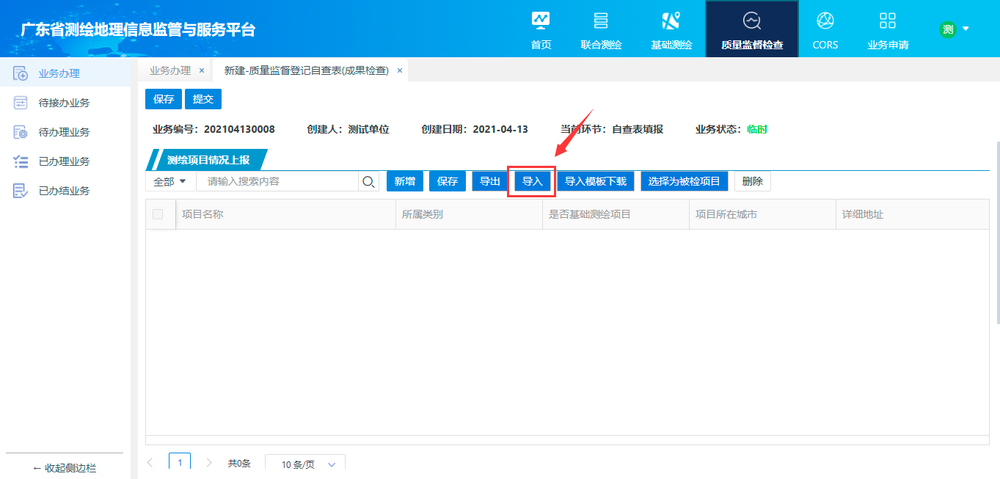 广东省测绘地理信息监管与服务平台
首页 联合测绘 基础测绘 质量监督检查 CORS 业务申请 测
业务办理
待接办业务
待办理业务
已办理业务
已办结业务
← 收起侧边栏
业务办理 × 新建-质量监督登记自查表(成果检查) ×
保存 提交
业务编号：202104130008 创建人：测试单位 创建日期：2021-04-13 当前环节：自查表填报 业务状态：临时
测绘项目情况上报
全部 请输入搜索内容 新增 保存 导出 导入 导入模板下载 选择为被检项目 删除
项目名称 所属类别 是否基础测绘项目 项目所在城市 详细地址
1 共0条 10 条/页